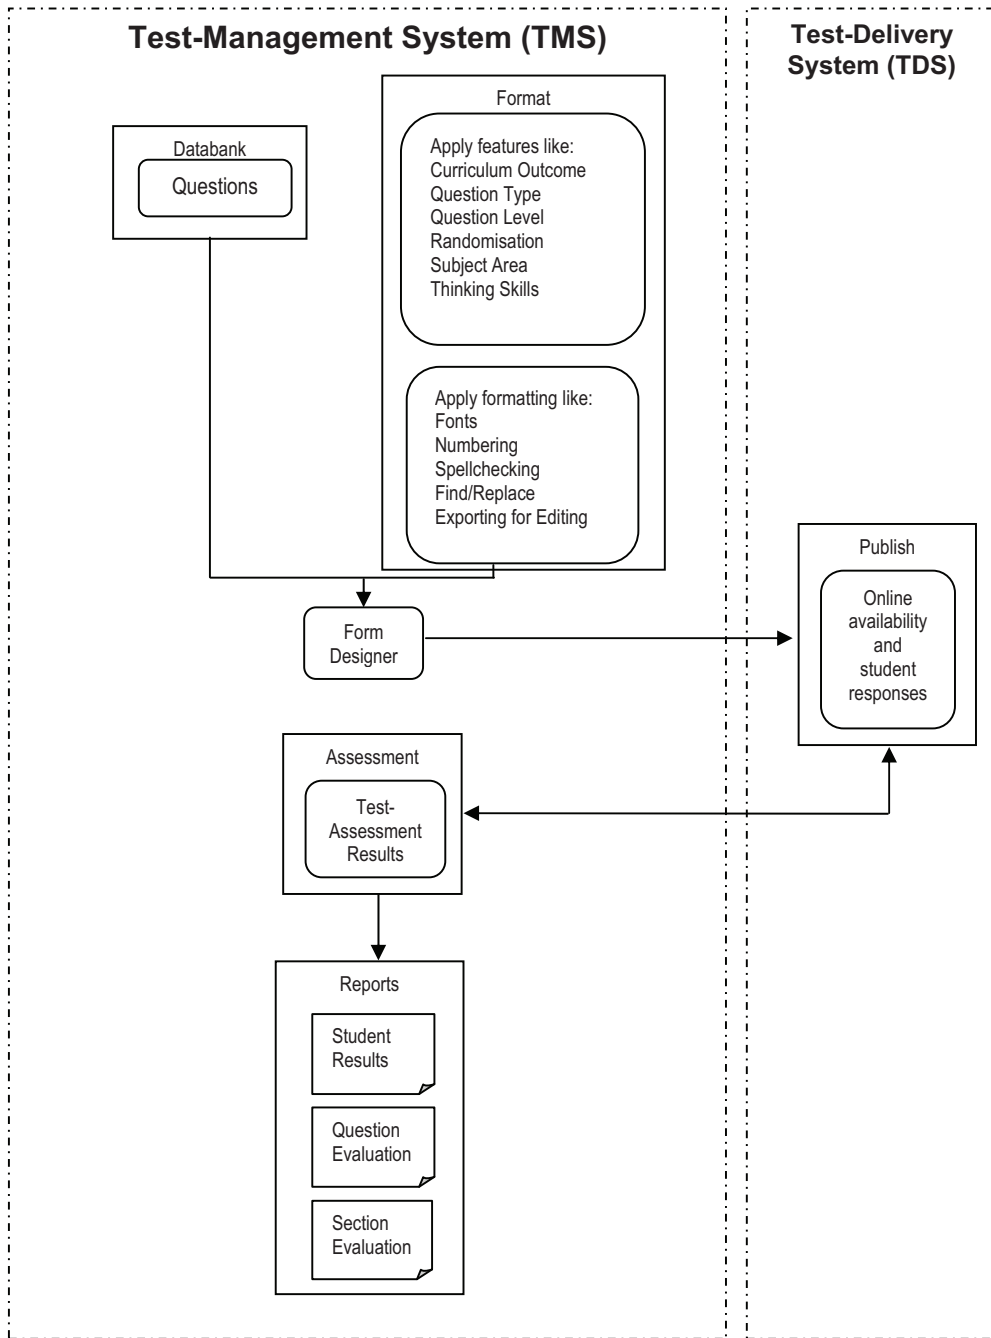 Test-Management System (TMS)
Test-Delivery
System (TDS)
Databank
Questions
Format
Apply features like:
Curriculum Outcome
Question Type
Question Level
Randomisation
Subject Area
Thinking Skills
Apply formatting like:
Fonts
Numbering
Spellchecking
Find/Replace
Exporting for Editing
Form
Designer
Publish
Online
availability
and
student
responses
Assessment
Test-
Assessment
Results
Reports
Student
Results
Question
Evaluation
Section
Evaluation